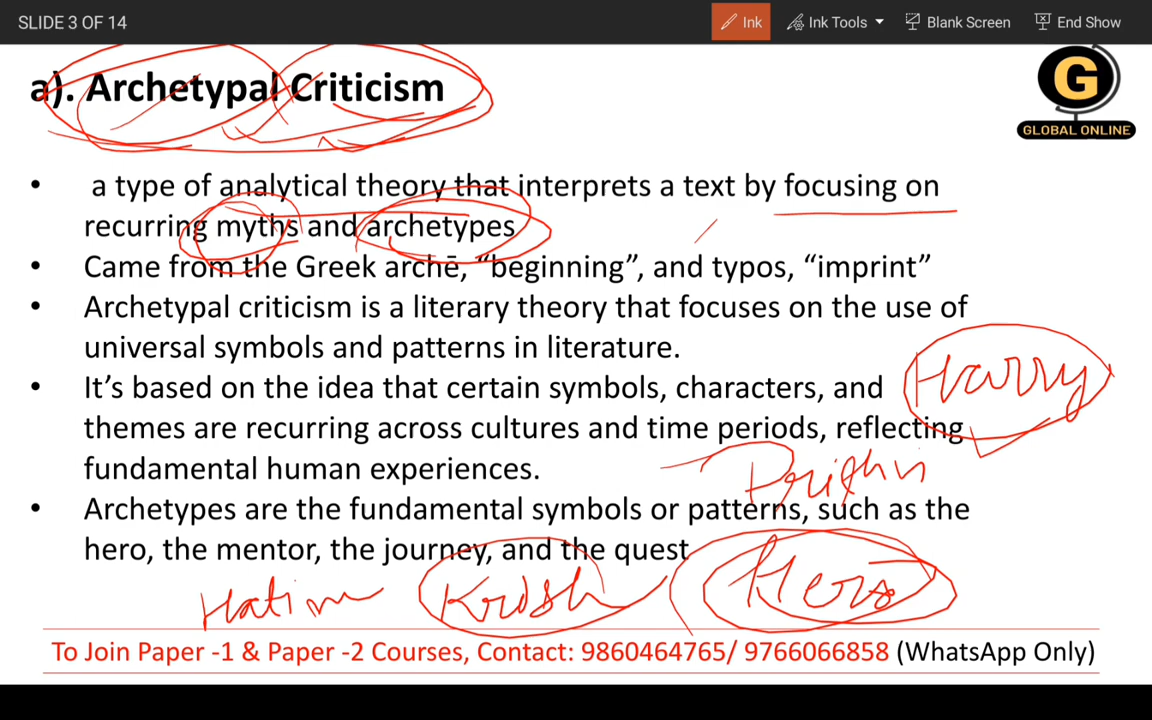 SLIDE 3 OF 14
Ink
Ink Tools
Blank Screen
End Show
a). Archetypal Criticism
G
GLOBAL ONLINE
• a type of analytical theory that interprets a text by focusing on
recurring myths and archetypes
• Came from the Greek archē, “beginning”, and typos, “imprint”
• Archetypal criticism is a literary theory that focuses on the use of
universal symbols and patterns in literature.
• It’s based on the idea that certain symbols, characters, and
themes are recurring across cultures and time periods, reflecting
fundamental human experiences.
Harry
• Archetypes are the fundamental symbols or patterns, such as the
hero, the mentor, the journey, and the quest
Hatim
Krish
Hero
To Join Paper -1 & Paper -2 Courses, Contact: 9860464765/ 9766066858 (WhatsApp Only)